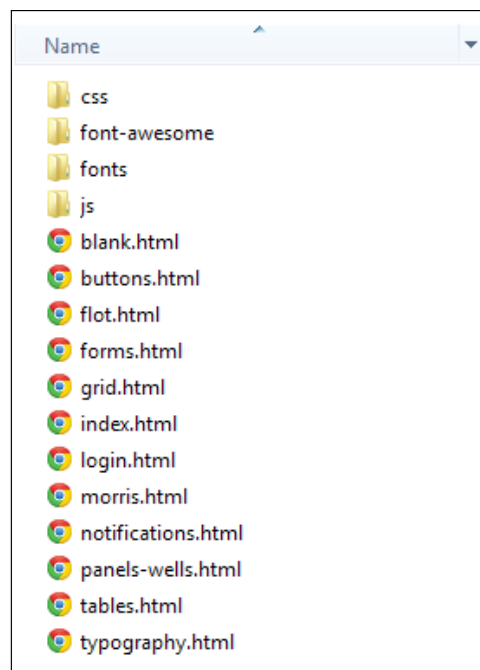 Name
css
font-awesome
fonts
js
blank.html
buttons.html
flot.html
forms.html
grid.html
index.html
login.html
morris.html
notifications.html
panels-wells.html
tables.html
typography.html